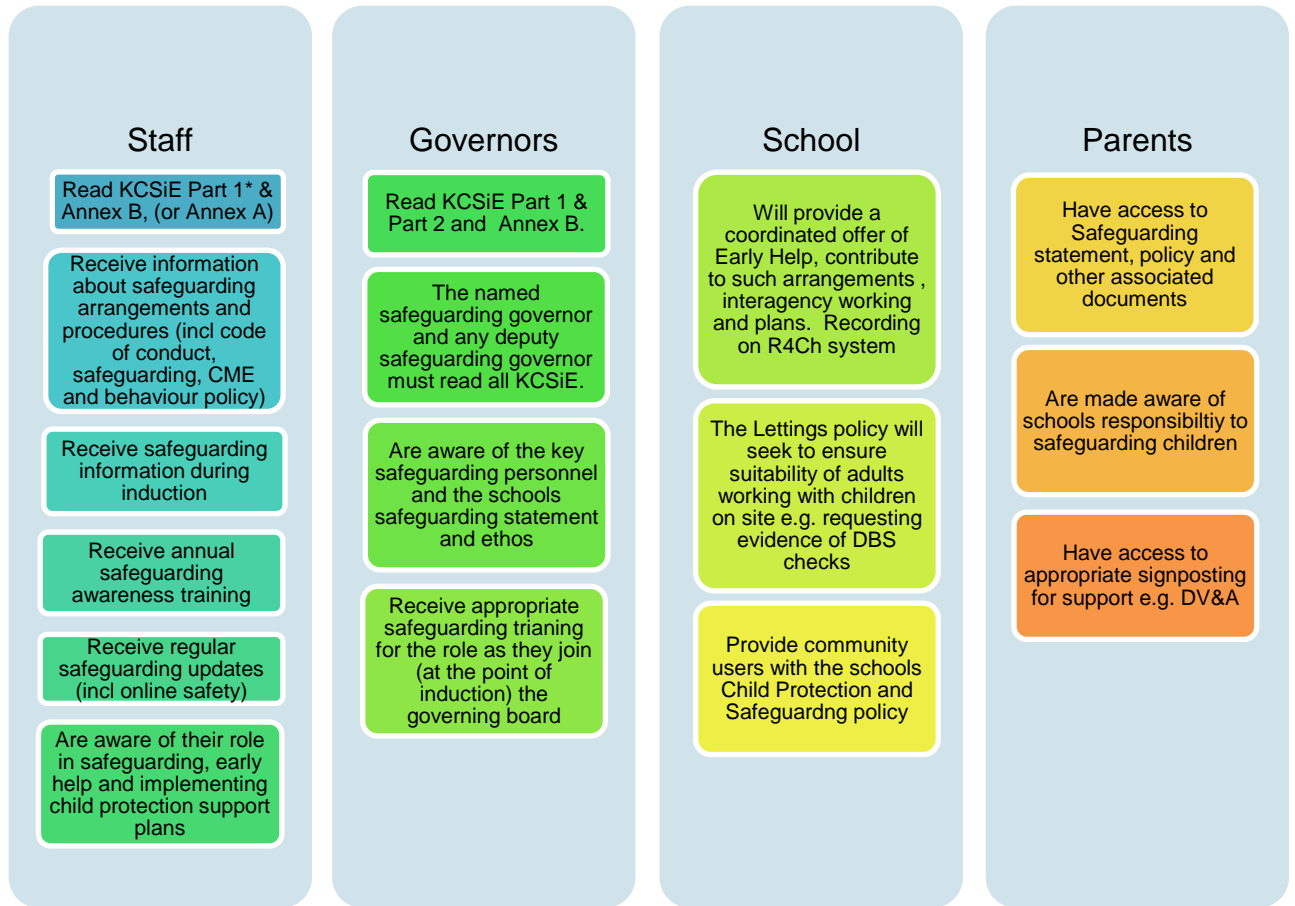 Staff
Read KCSiE Part 1* &
Annex B, (or Annex A)
Receive information
about safeguarding
arrangements and
procedures (incl code
of conduct,
safeguarding, CME
and behaviour policy)
Receive safeguarding
information during
induction
Receive annual
safeguarding
awareness training
Receive regular
safeguarding updates
(incl online safety)
Are aware of their role
in safeguarding, early
help and implementing
child protection support
plans
Governors
Read KCSiE Part 1 &
Part 2 and Annex B.
The named
safeguarding governor
and any deputy
safeguarding governor
must read all KCSiE.
Are aware of the key
safeguarding personnel
and the schools
safeguarding statement
and ethos
Receive appropriate
safeguarding trianing
for the role as they join
(at the point of
induction) the
governing board
School
Will provide a
coordinated offer of
Early Help, contribute
to such arrangements ,
interagency working
and plans. Recording
on R4Ch system
The Lettings policy will
seek to ensure
suitability of adults
working with children
on site e.g. requesting
evidence of DBS
checks
Provide community
users with the schools
Child Protection and
Safeguardng policy
Parents
Have access to
Safeguarding
statement, policy and
other associated
documents
Are made aware of
schools responsibiltiy to
safeguarding children
Have access to
appropriate signposting
for support e.g. DV&A